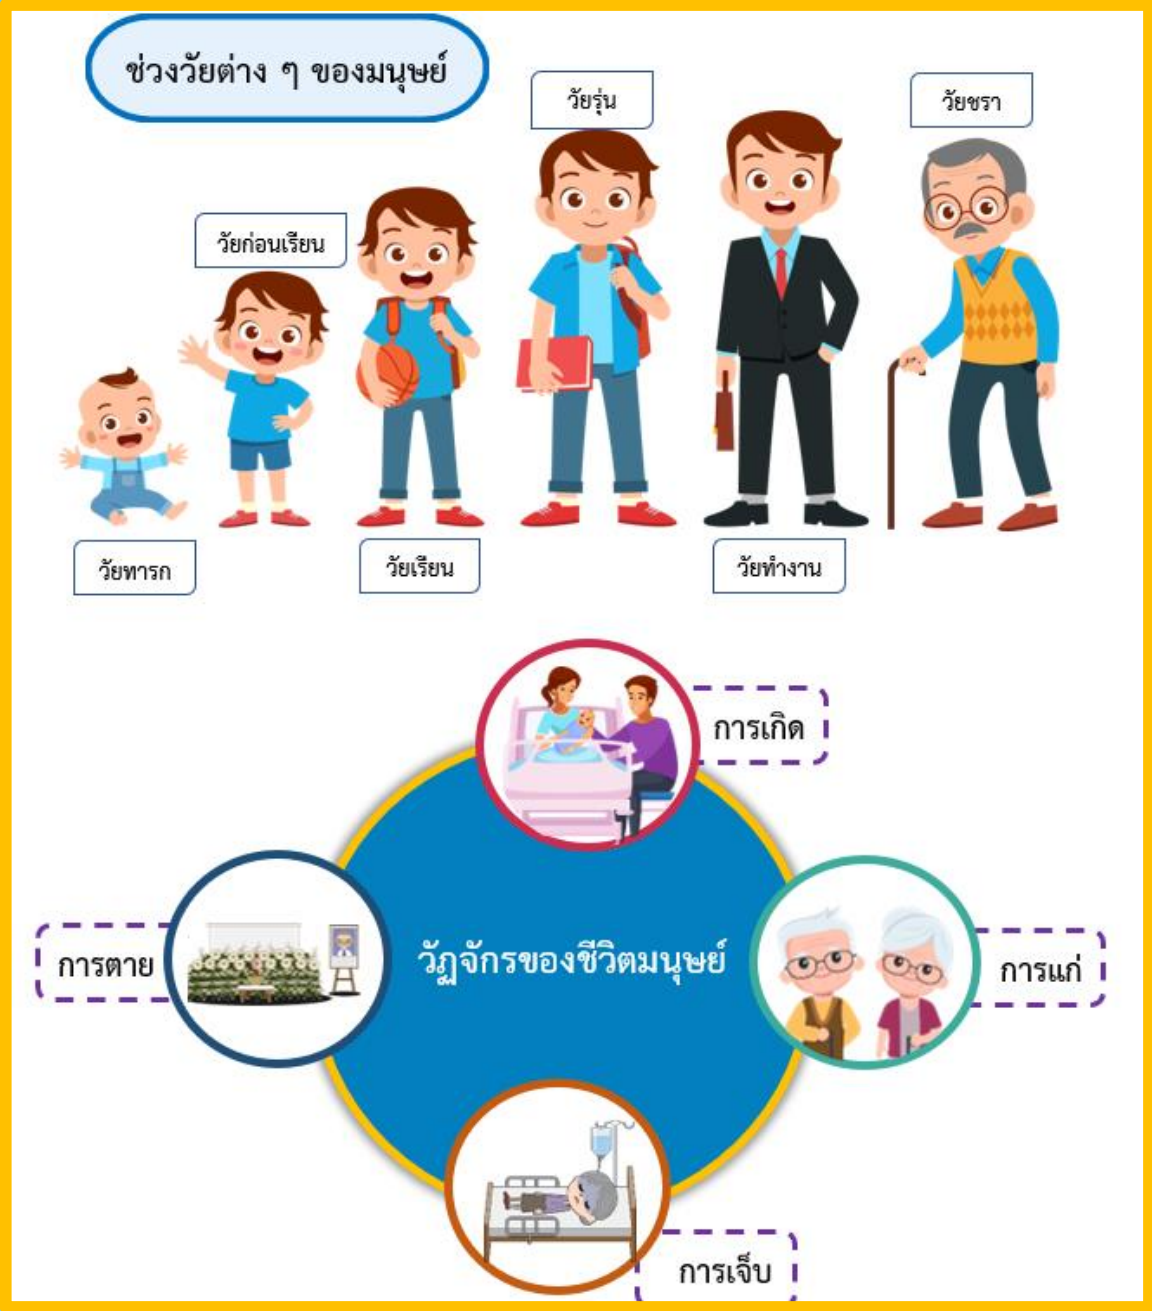 ช่วงวัยต่าง ๆ ของมนุษย์
วัยรุ่น
วัยชรา
วัยก่อนเรียน
วัยทารก
วัยเรียน
วัยทำงาน
การเกิด
การตาย
วัฏจักรของชีวิตมนุษย์
การแก่
การเจ็บ